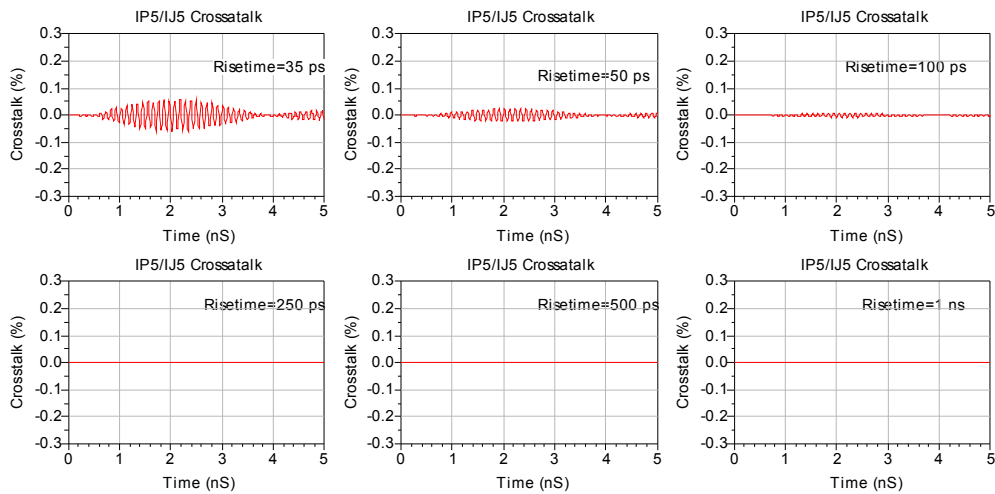 IP5/IJ5 Crossatalk
0.3
0.2
0.1
0.0
-0.1
-0.2
-0.3
Crosstalk (%)
Risetime=35 ps
0 1 2 3 4 5
Time (nS)
IP5/IJ5 Crossatalk
0.3
0.2
0.1
0.0
-0.1
-0.2
-0.3
Crosstalk (%)
Risetime=50 ps
0 1 2 3 4 5
Time (nS)
IP5/IJ5 Crossatalk
0.3
0.2
0.1
0.0
-0.1
-0.2
-0.3
Crosstalk (%)
Risetime=100 ps
0 1 2 3 4 5
Time (nS)
IP5/IJ5 Crossatalk
0.3
0.2
0.1
0.0
-0.1
-0.2
-0.3
Crosstalk (%)
Risetime=250 ps
0 1 2 3 4 5
Time (nS)
IP5/IJ5 Crossatalk
0.3
0.2
0.1
0.0
-0.1
-0.2
-0.3
Crosstalk (%)
Risetime=500 ps
0 1 2 3 4 5
Time (nS)
IP5/IJ5 Crossatalk
0.3
0.2
0.1
0.0
-0.1
-0.2
-0.3
Crosstalk (%)
Risetime=1 ns
0 1 2 3 4 5
Time (nS)